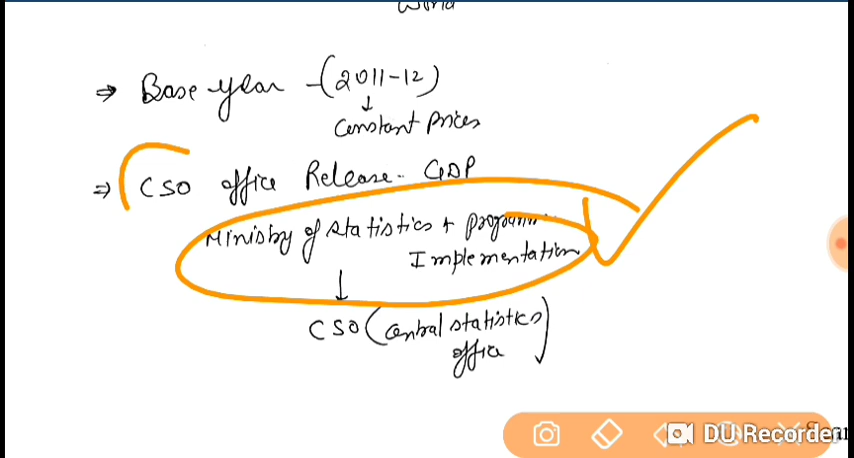 World
⇒ Base year - (2011-12)
↓
Constant prices
⇒ CSO office Release. GDP
Ministry of statistics +
Implementation
↓
CSO (Central statistics
office)
DU Recorder